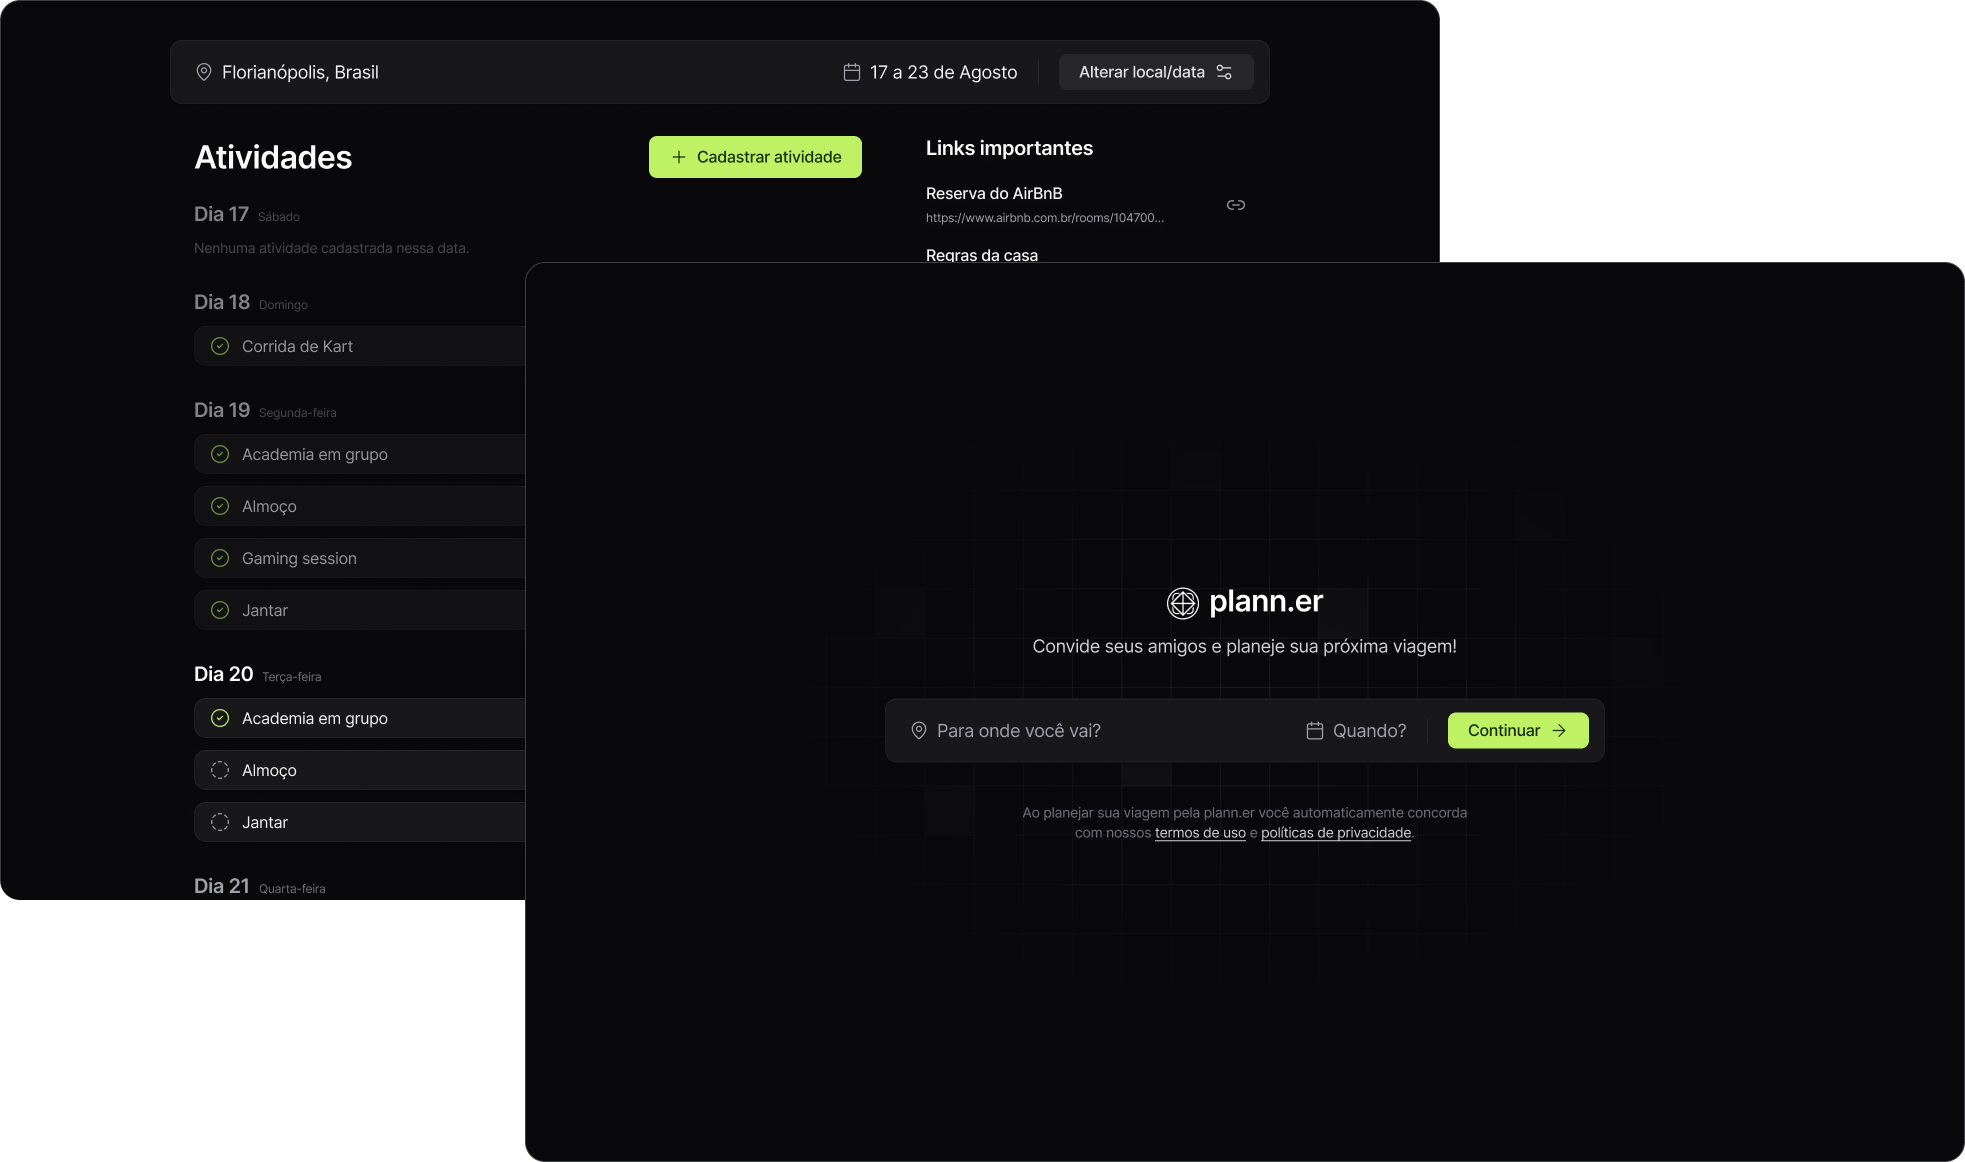 Florianópolis, Brasil
17 a 23 de Agosto
Alterar local/data
Atividades
Cadastrar atividade
Dia 17 Sábado
Nenhuma atividade cadastrada nessa data.
Dia 18 Domingo
Corrida de Kart
Dia 19 Segunda-feira
Academia em grupo
Almoço
Gaming session
Jantar
Dia 20 Terça-feira
Academia em grupo
Almoço
Jantar
Dia 21 Quarta-feira
Links importantes
Reserva do AirBnB
https://www.airbnb.com.br/rooms/104700...
Regras da casa
plann.er
Convide seus amigos e planeje sua próxima viagem!
Para onde você vai?
Quando?
Continuar
Ao planejar sua viagem pela plann.er você automaticamente concorda
com nossos termos de uso e políticas de privacidade.